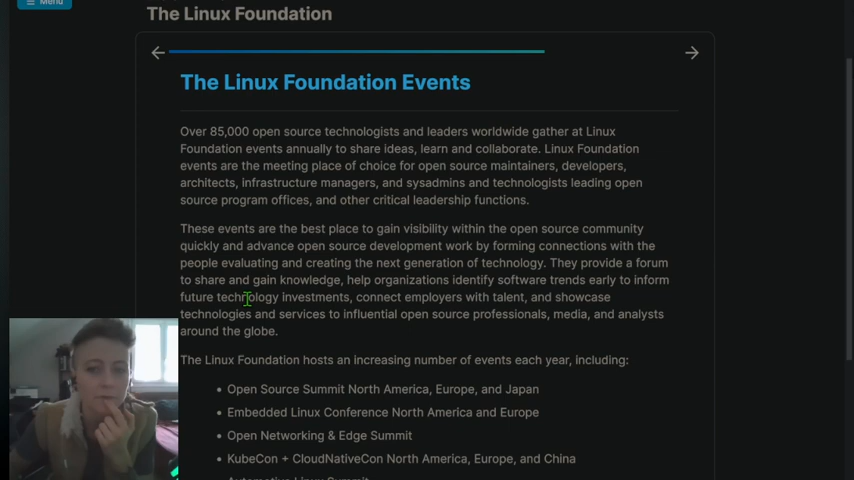 Menu
The Linux Foundation
The Linux Foundation Events
Over 85,000 open source technologists and leaders worldwide gather at Linux
Foundation events annually to share ideas, learn and collaborate. Linux Foundation
events are the meeting place of choice for open source maintainers, developers,
architects, infrastructure managers, and sysadmins and technologists leading open
source program offices, and other critical leadership functions.
These events are the best place to gain visibility within the open source community
quickly and advance open source development work by forming connections with the
people evaluating and creating the next generation of technology. They provide a forum
to share and gain knowledge, help organizations identify software trends early to inform
future technology investments, connect employers with talent, and showcase
technologies and services to influential open source professionals, media, and analysts
around the globe.
The Linux Foundation hosts an increasing number of events each year, including:
• Open Source Summit North America, Europe, and Japan
• Embedded Linux Conference North America and Europe
• Open Networking & Edge Summit
• KubeCon + CloudNativeCon North America, Europe, and China
• Automotive Linux Summit